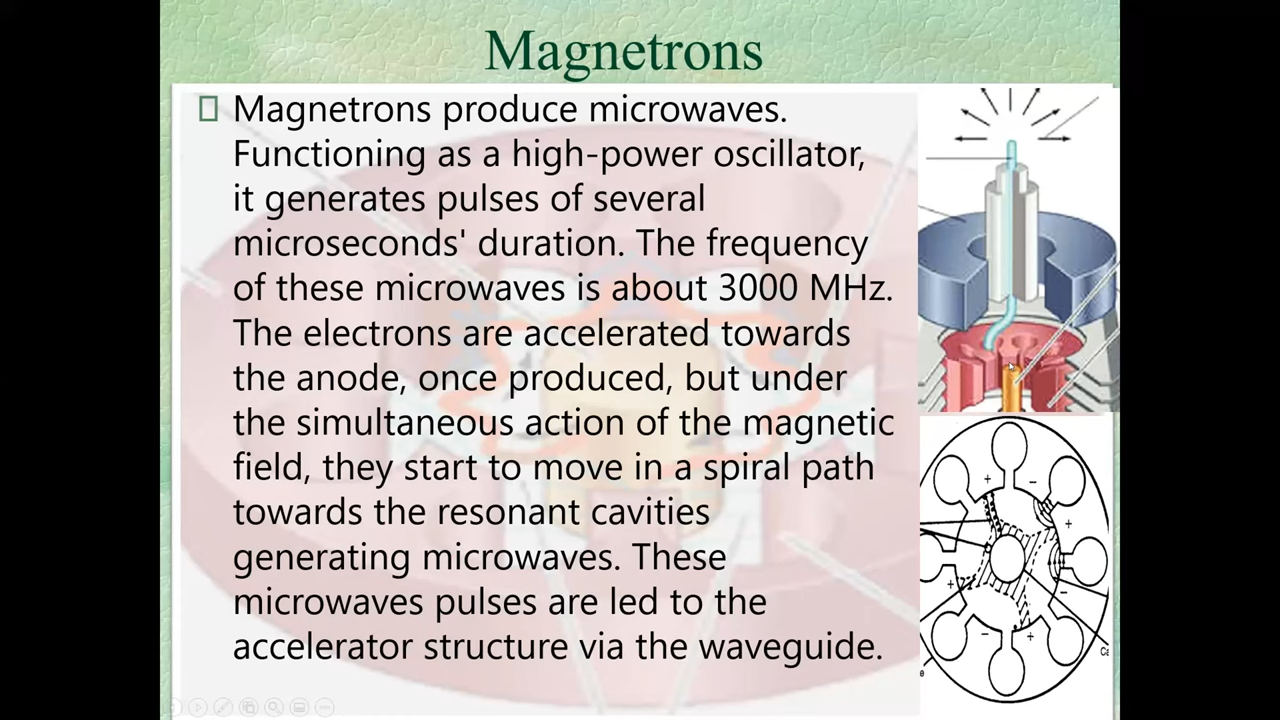 Magnetrons
Magnetrons produce microwaves.
Functioning as a high-power oscillator,
it generates pulses of several
microseconds' duration. The frequency
of these microwaves is about 3000 MHz.
The electrons are accelerated towards
the anode, once produced, but under
the simultaneous action of the magnetic
field, they start to move in a spiral path
towards the resonant cavities
generating microwaves. These
microwaves pulses are led to the
accelerator structure via the waveguide.